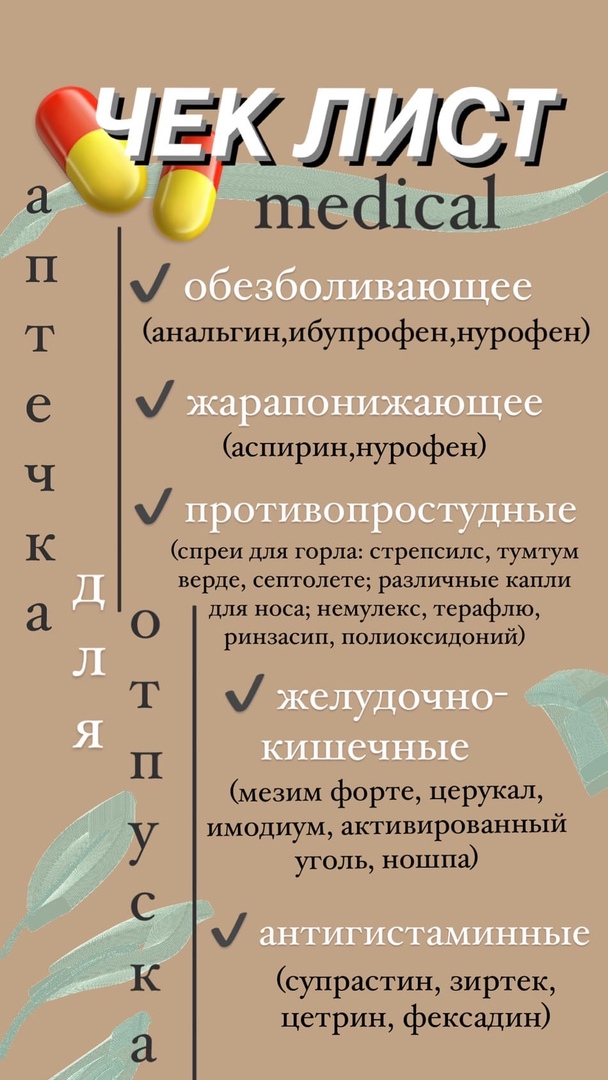 ЧЕК ЛИСТ
medical
аптечка
для
отпуска
✔ обезболивающее
(анальгин,ибупрофен,нурофен)
✔ жарапонижающее
(аспирин,нурофен)
✔ противопростудные
(спреи для горла: стрепсилс, тумтум
верде, септолете; различные капли
для носа; немулекс, терафлю,
ринзасип, полиоксидоний)
✔ желудочно-
кишечные
(мезим форте, церукал,
имодиум, активированный
уголь, ношпа)
✔ антигистаминные
(супрастин, зиртек,
цетрин, фексадин)